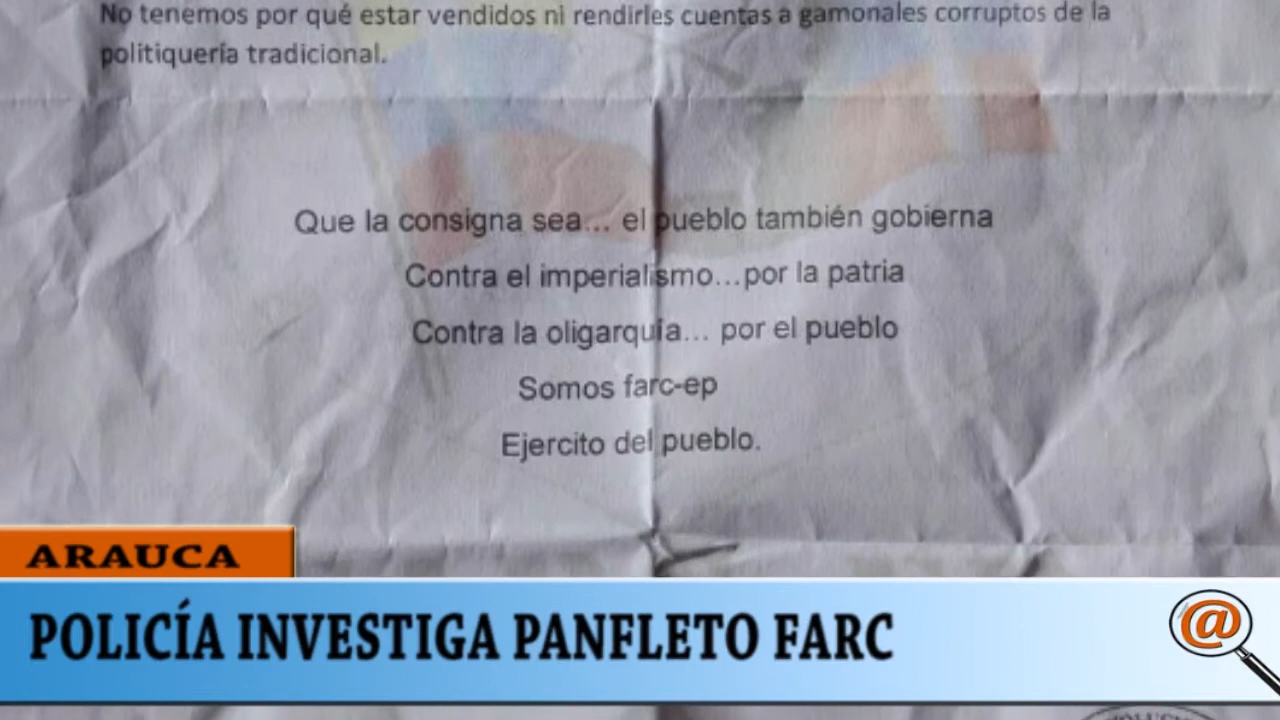 No tenemos por qué estar vendidos ni rendirles cuentas a gamonales corruptos de la
politiquería tradicional.
Que la consigna sea... el pueblo también gobierna
Contra el imperialismo...por la patria
Contra la oligarquía... por el pueblo
Somos farc-ep
Ejercito del pueblo.
ARAUCA
POLICÍA INVESTIGA PANFLETO FARC
@